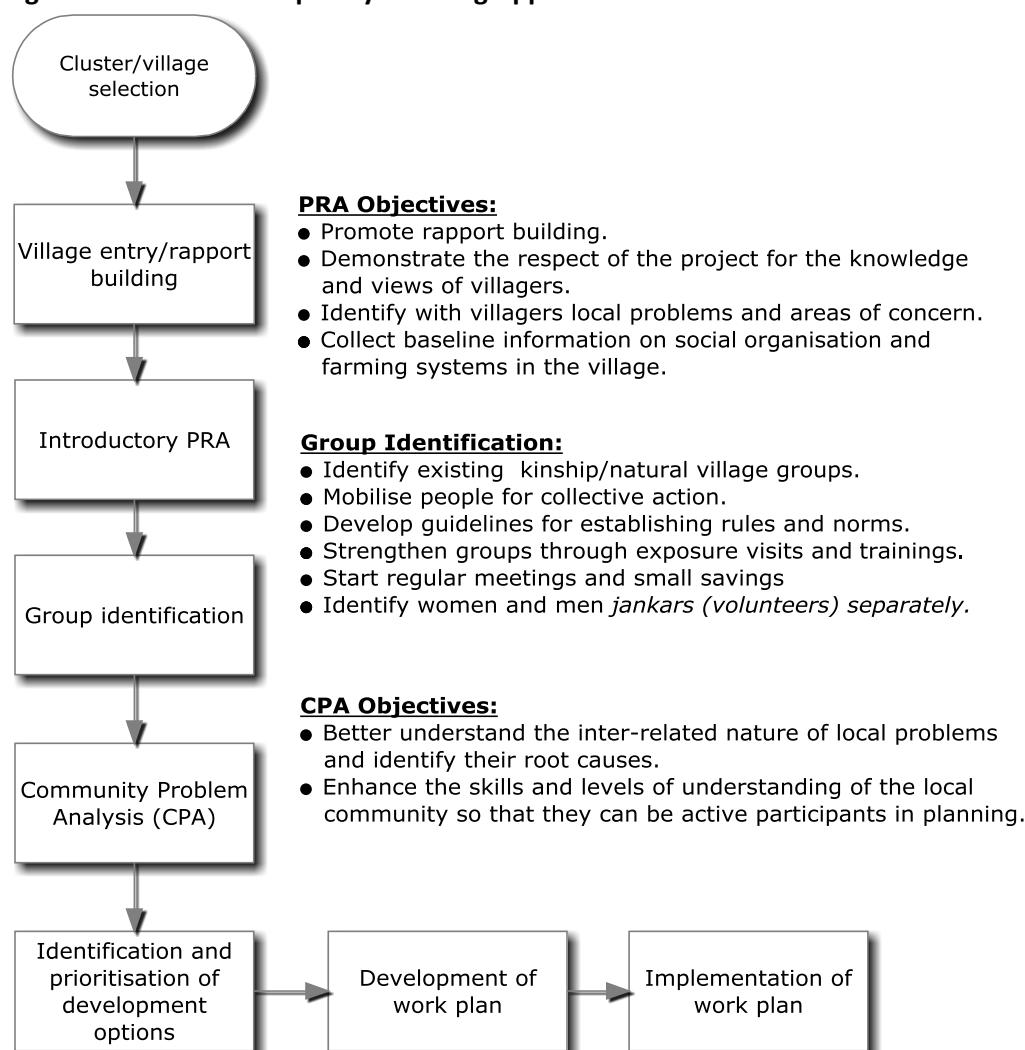 Cluster/village
selection
Village entry/rapport
building
PRA Objectives:
● Promote rapport building.
● Demonstrate the respect of the project for the knowledge
and views of villagers.
● Identify with villagers local problems and areas of concern.
● Collect baseline information on social organisation and
farming systems in the village.
Introductory PRA
Group Identification:
● Identify existing  kinship/natural village groups.
● Mobilise people for collective action.
● Develop guidelines for establishing rules and norms.
● Strengthen groups through exposure visits and trainings.
● Start regular meetings and small savings
● Identify women and men jankars (volunteers) separately.
Group identification
CPA Objectives:
● Better understand the inter-related nature of local problems
and identify their root causes.
● Enhance the skills and levels of understanding of the local
community so that they can be active participants in planning.
Community Problem
Analysis (CPA)
Identification and
prioritisation of
development
options
Development of
work plan
Implementation of
work plan